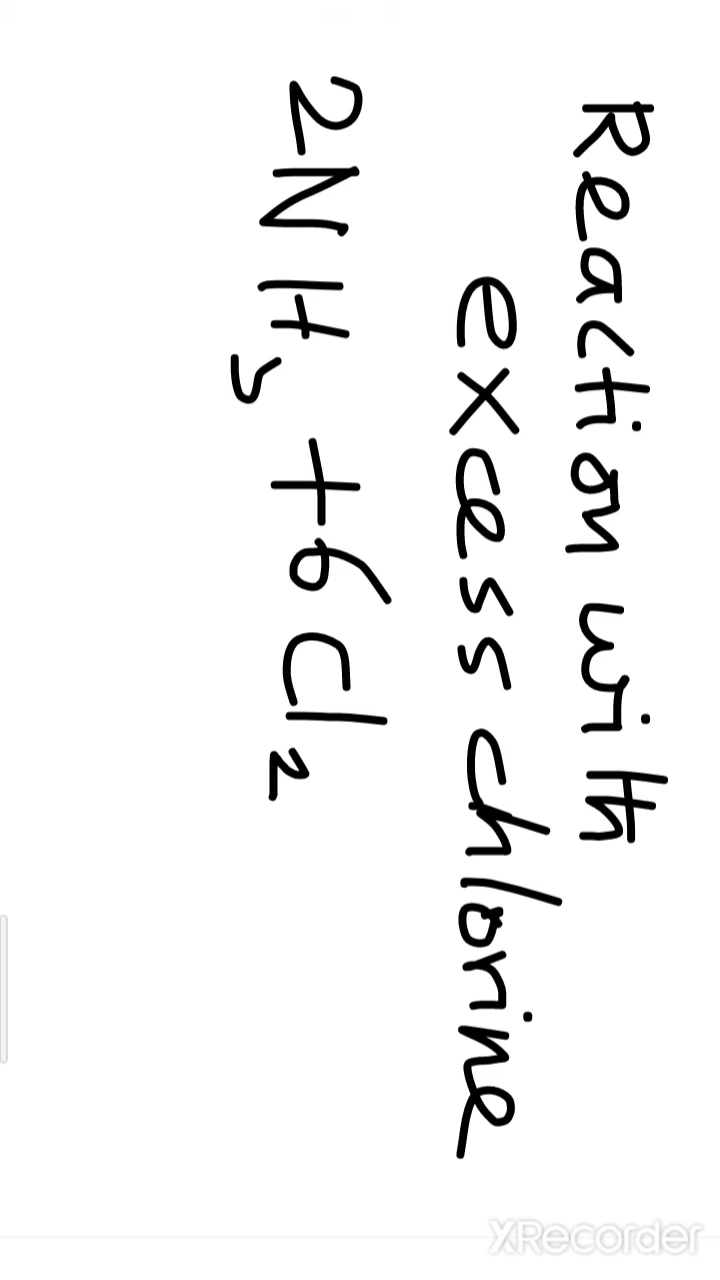 Reaction with
excess chlorine
2NH₃ + 6Cl₂
XRecorder